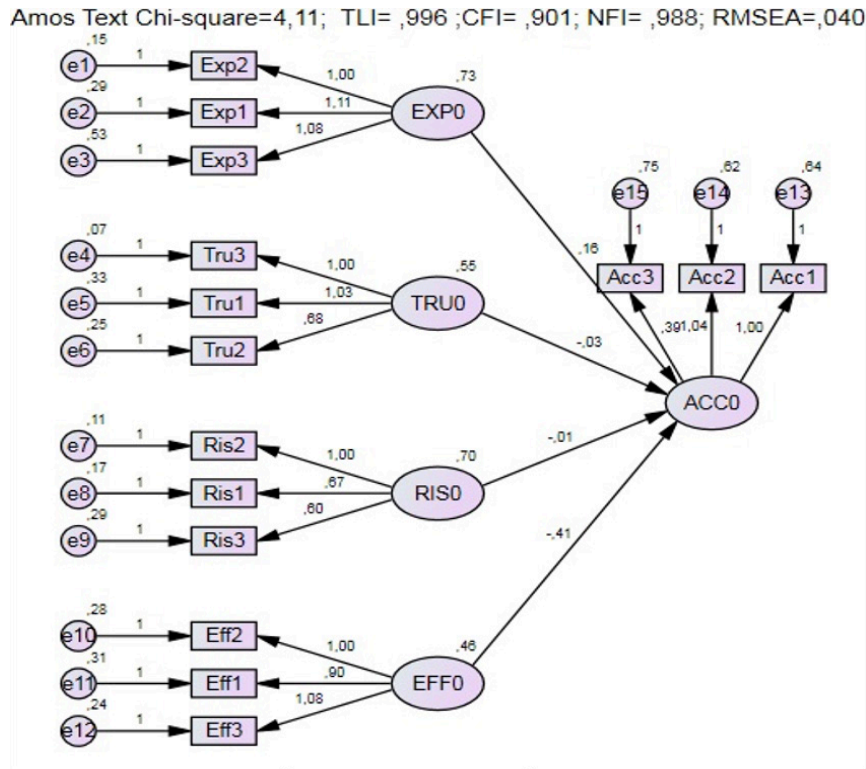 Amos Text Chi-square=4,11; TLI= ,996 ;CFI= ,901; NFI= ,988; RMSEA=,040
,15
e1
1
Exp2
1,00
,73
,29
e2
1
Exp1
1,11
EXP0
,53
e3
1
Exp3
1,08
,75
,62
,64
e15
e14
e13
1
1
1
,16
Acc3
Acc2
Acc1
,07
e4
1
Tru3
1,00
,55
,33
e5
1
Tru1
1,03
TRU0
,25
e6
1
Tru2
,68
-,03
,39
1,04
1,00
ACC0
,11
e7
1
Ris2
1,00
,70
-,01
,17
e8
1
Ris1
,67
RIS0
,29
e9
1
Ris3
,60
-,41
,28
e10
1
Eff2
1,00
,46
,31
e11
1
Eff1
,90
EFF0
,24
e12
1
Eff3
1,08